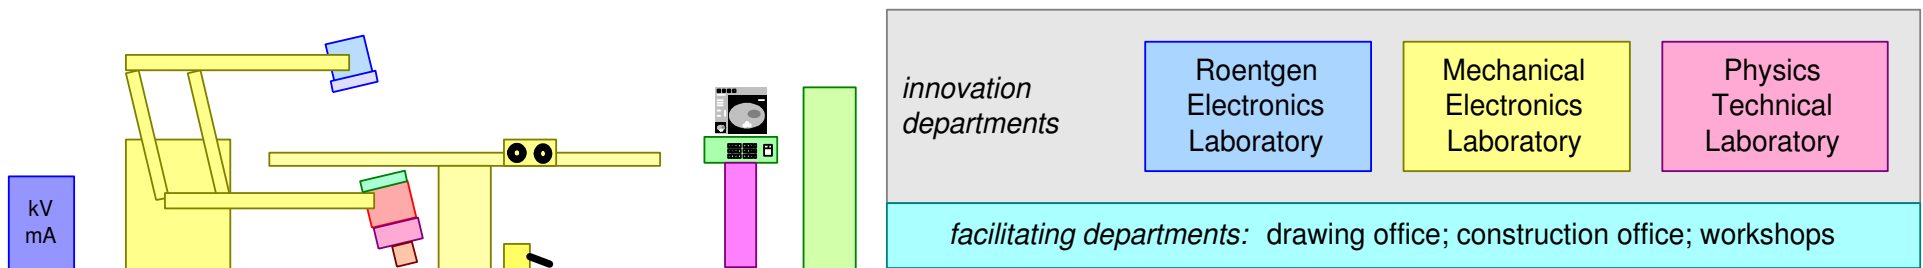 kV
mA
innovation
departments
Roentgen
Electronics
Laboratory
Mechanical
Electronics
Laboratory
Physics
Technical
Laboratory
facilitating departments: drawing office; construction office; workshops